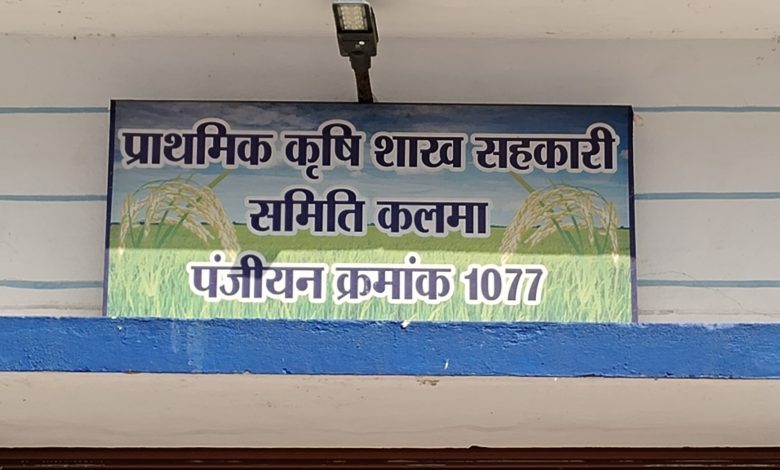 प्राथमिक कृषि शाख सहकारी
समिति कलमा
पंजीयन क्रमांक 1077